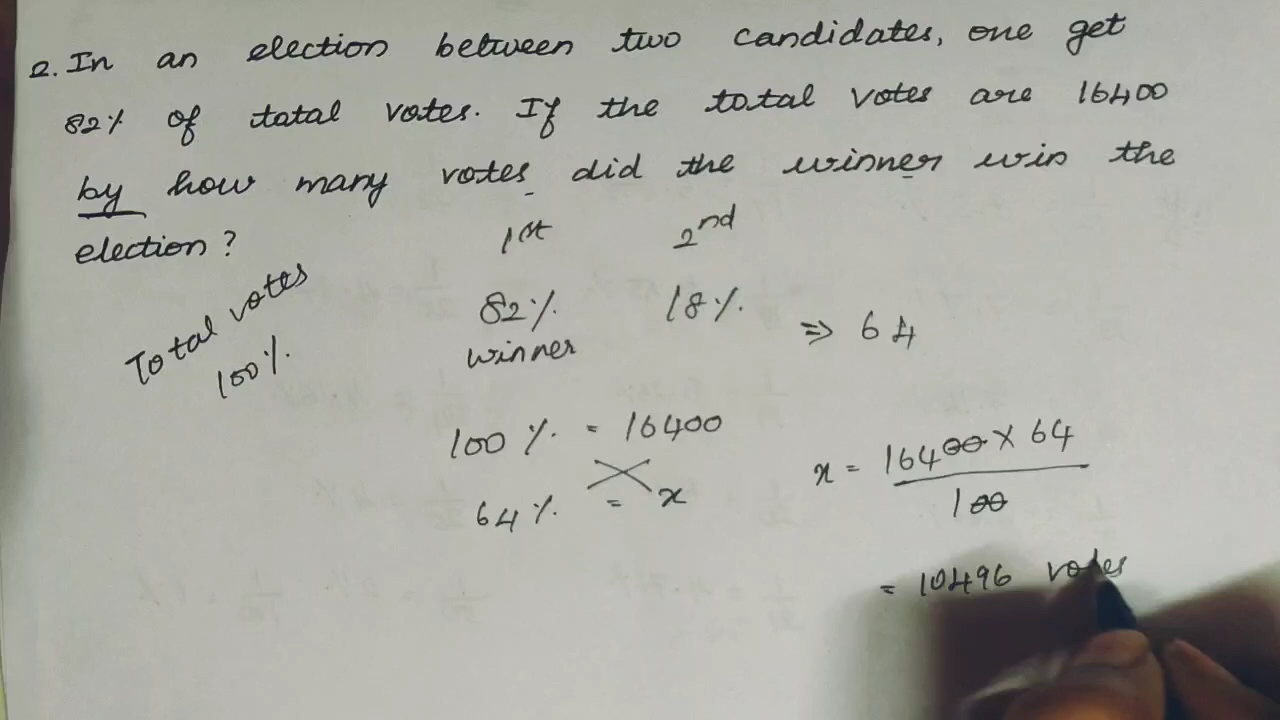 2. In an election between two candidates, one get
82% of total votes. If the total votes are 16400
by how many votes did the winner win the
election?
1st 2nd
Total votes
100%.
82%. 18%. => 64
winner
100%. = 16400
64%. = x
x = 16400 x 64
100
= 10496 votes